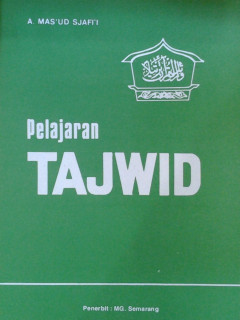 A. MAS'UD SJAFI'I
Pelajaran
TAJWID
Penerbit : MG. Semarang